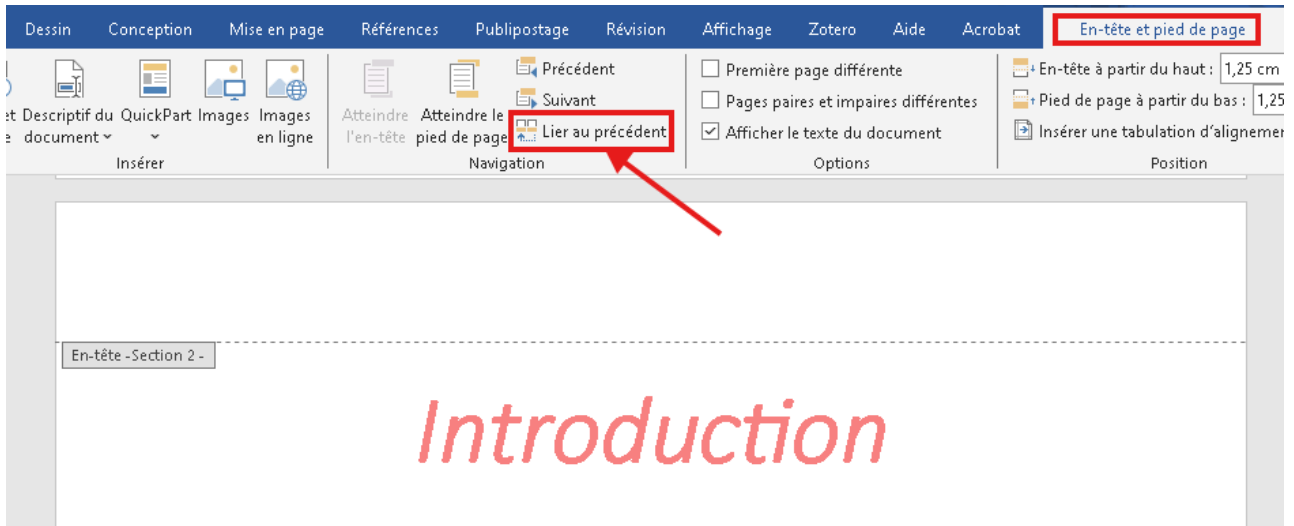 Dessin Conception Mise en page Références Publipostage Révision Affichage Zotero Aide Acrobat En-tête et pied de page
Précédent Première page différente En-tête à partir du haut : 1,25 cm
Suivant Pages paires et impaires différentes Pied de page à partir du bas : 1,25
Descriptif du QuickPart Images Images Atteindre Atteindre le
document en ligne l'en-tête pied de page Lier au précédent Afficher le texte du document Insérer une tabulation d'alignemen
Insérer Navigation Options Position
En-tête -Section 2 -
Introduction